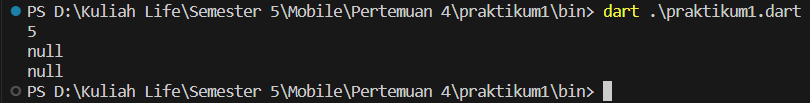 PS D:\Kuliah Life\Semester 5\Mobile\Pertemuan 4\praktikum1\bin> dart .\praktikum1.dart
5
null
null
PS D:\Kuliah Life\Semester 5\Mobile\Pertemuan 4\praktikum1\bin>